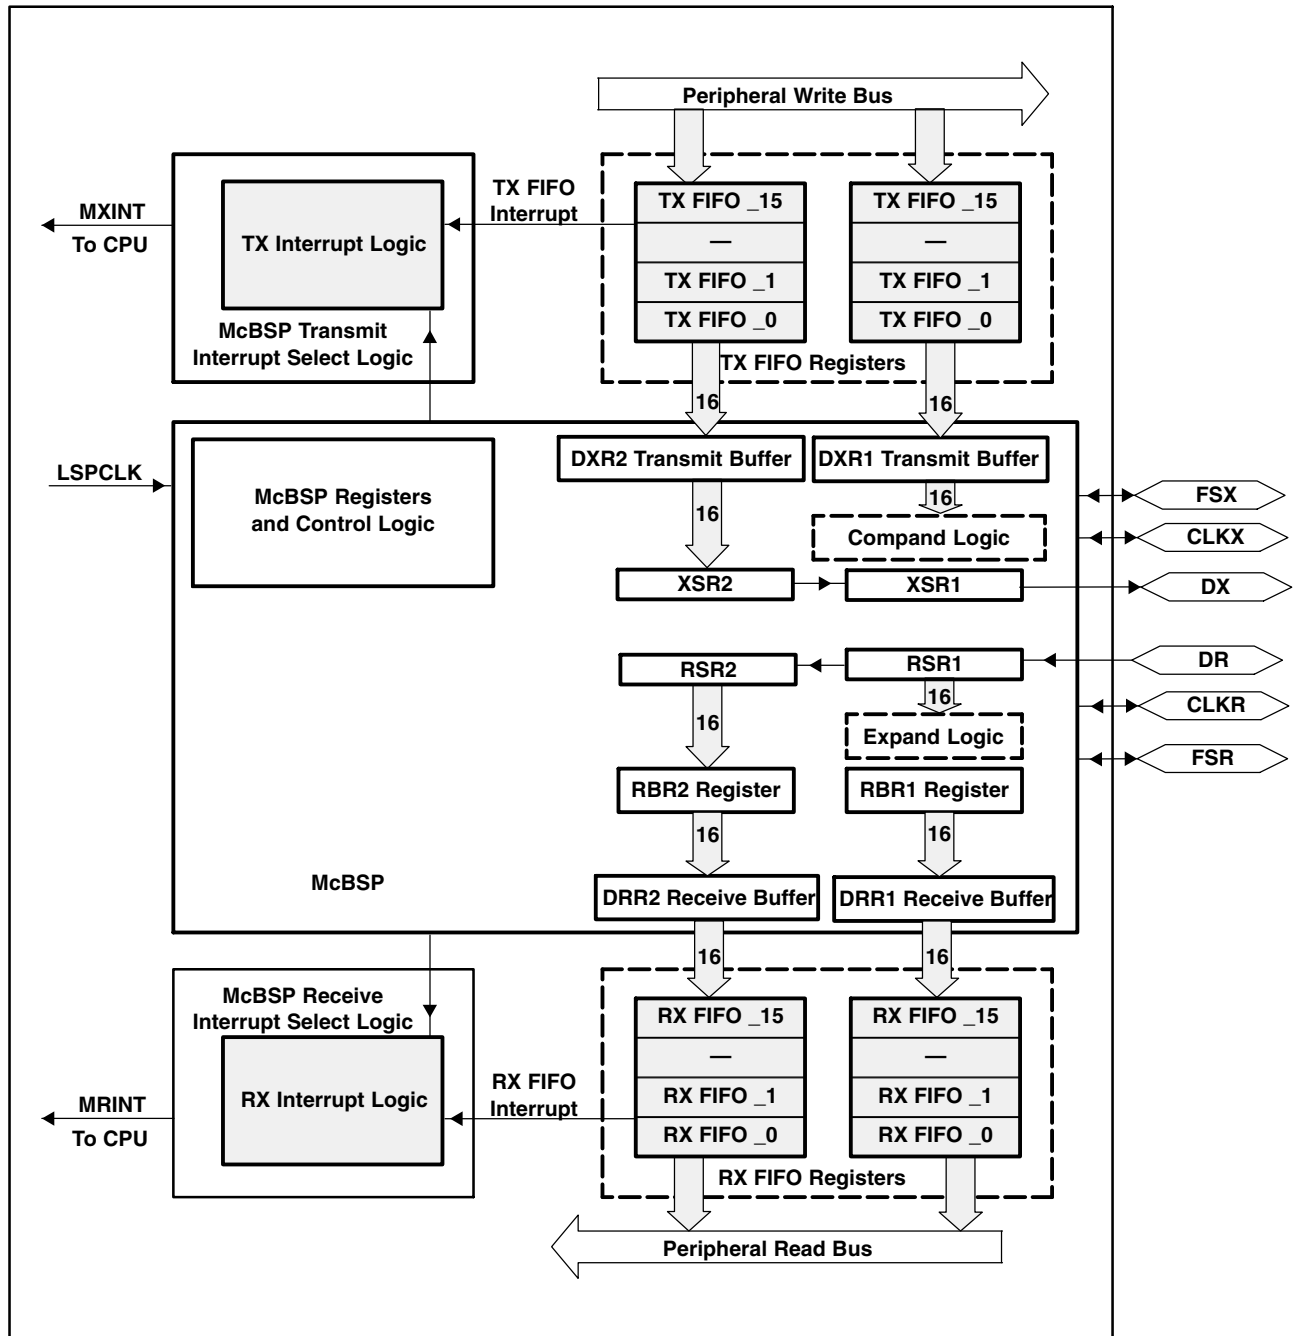 Peripheral Write Bus
MXINT
To CPU
TX Interrupt Logic
McBSP Transmit
Interrupt Select Logic
TX FIFO
Interrupt
TX FIFO _15
—
TX FIFO _1
TX FIFO _0
TX FIFO _15
—
TX FIFO _1
TX FIFO _0
TX FIFO Registers
16
16
LSPCLK
McBSP Registers
and Control Logic
DXR2 Transmit Buffer
DXR1 Transmit Buffer
16
16
Compand Logic
XSR2
XSR1
RSR2
RSR1
16
16
Expand Logic
RBR2 Register
RBR1 Register
16
16
McBSP
DRR2 Receive Buffer
DRR1 Receive Buffer
FSX
CLKX
DX
DR
CLKR
FSR
16
16
McBSP Receive
Interrupt Select Logic
RX Interrupt Logic
MRINT
To CPU
RX FIFO
Interrupt
RX FIFO _15
—
RX FIFO _1
RX FIFO _0
RX FIFO _15
—
RX FIFO _1
RX FIFO _0
RX FIFO Registers
Peripheral Read Bus